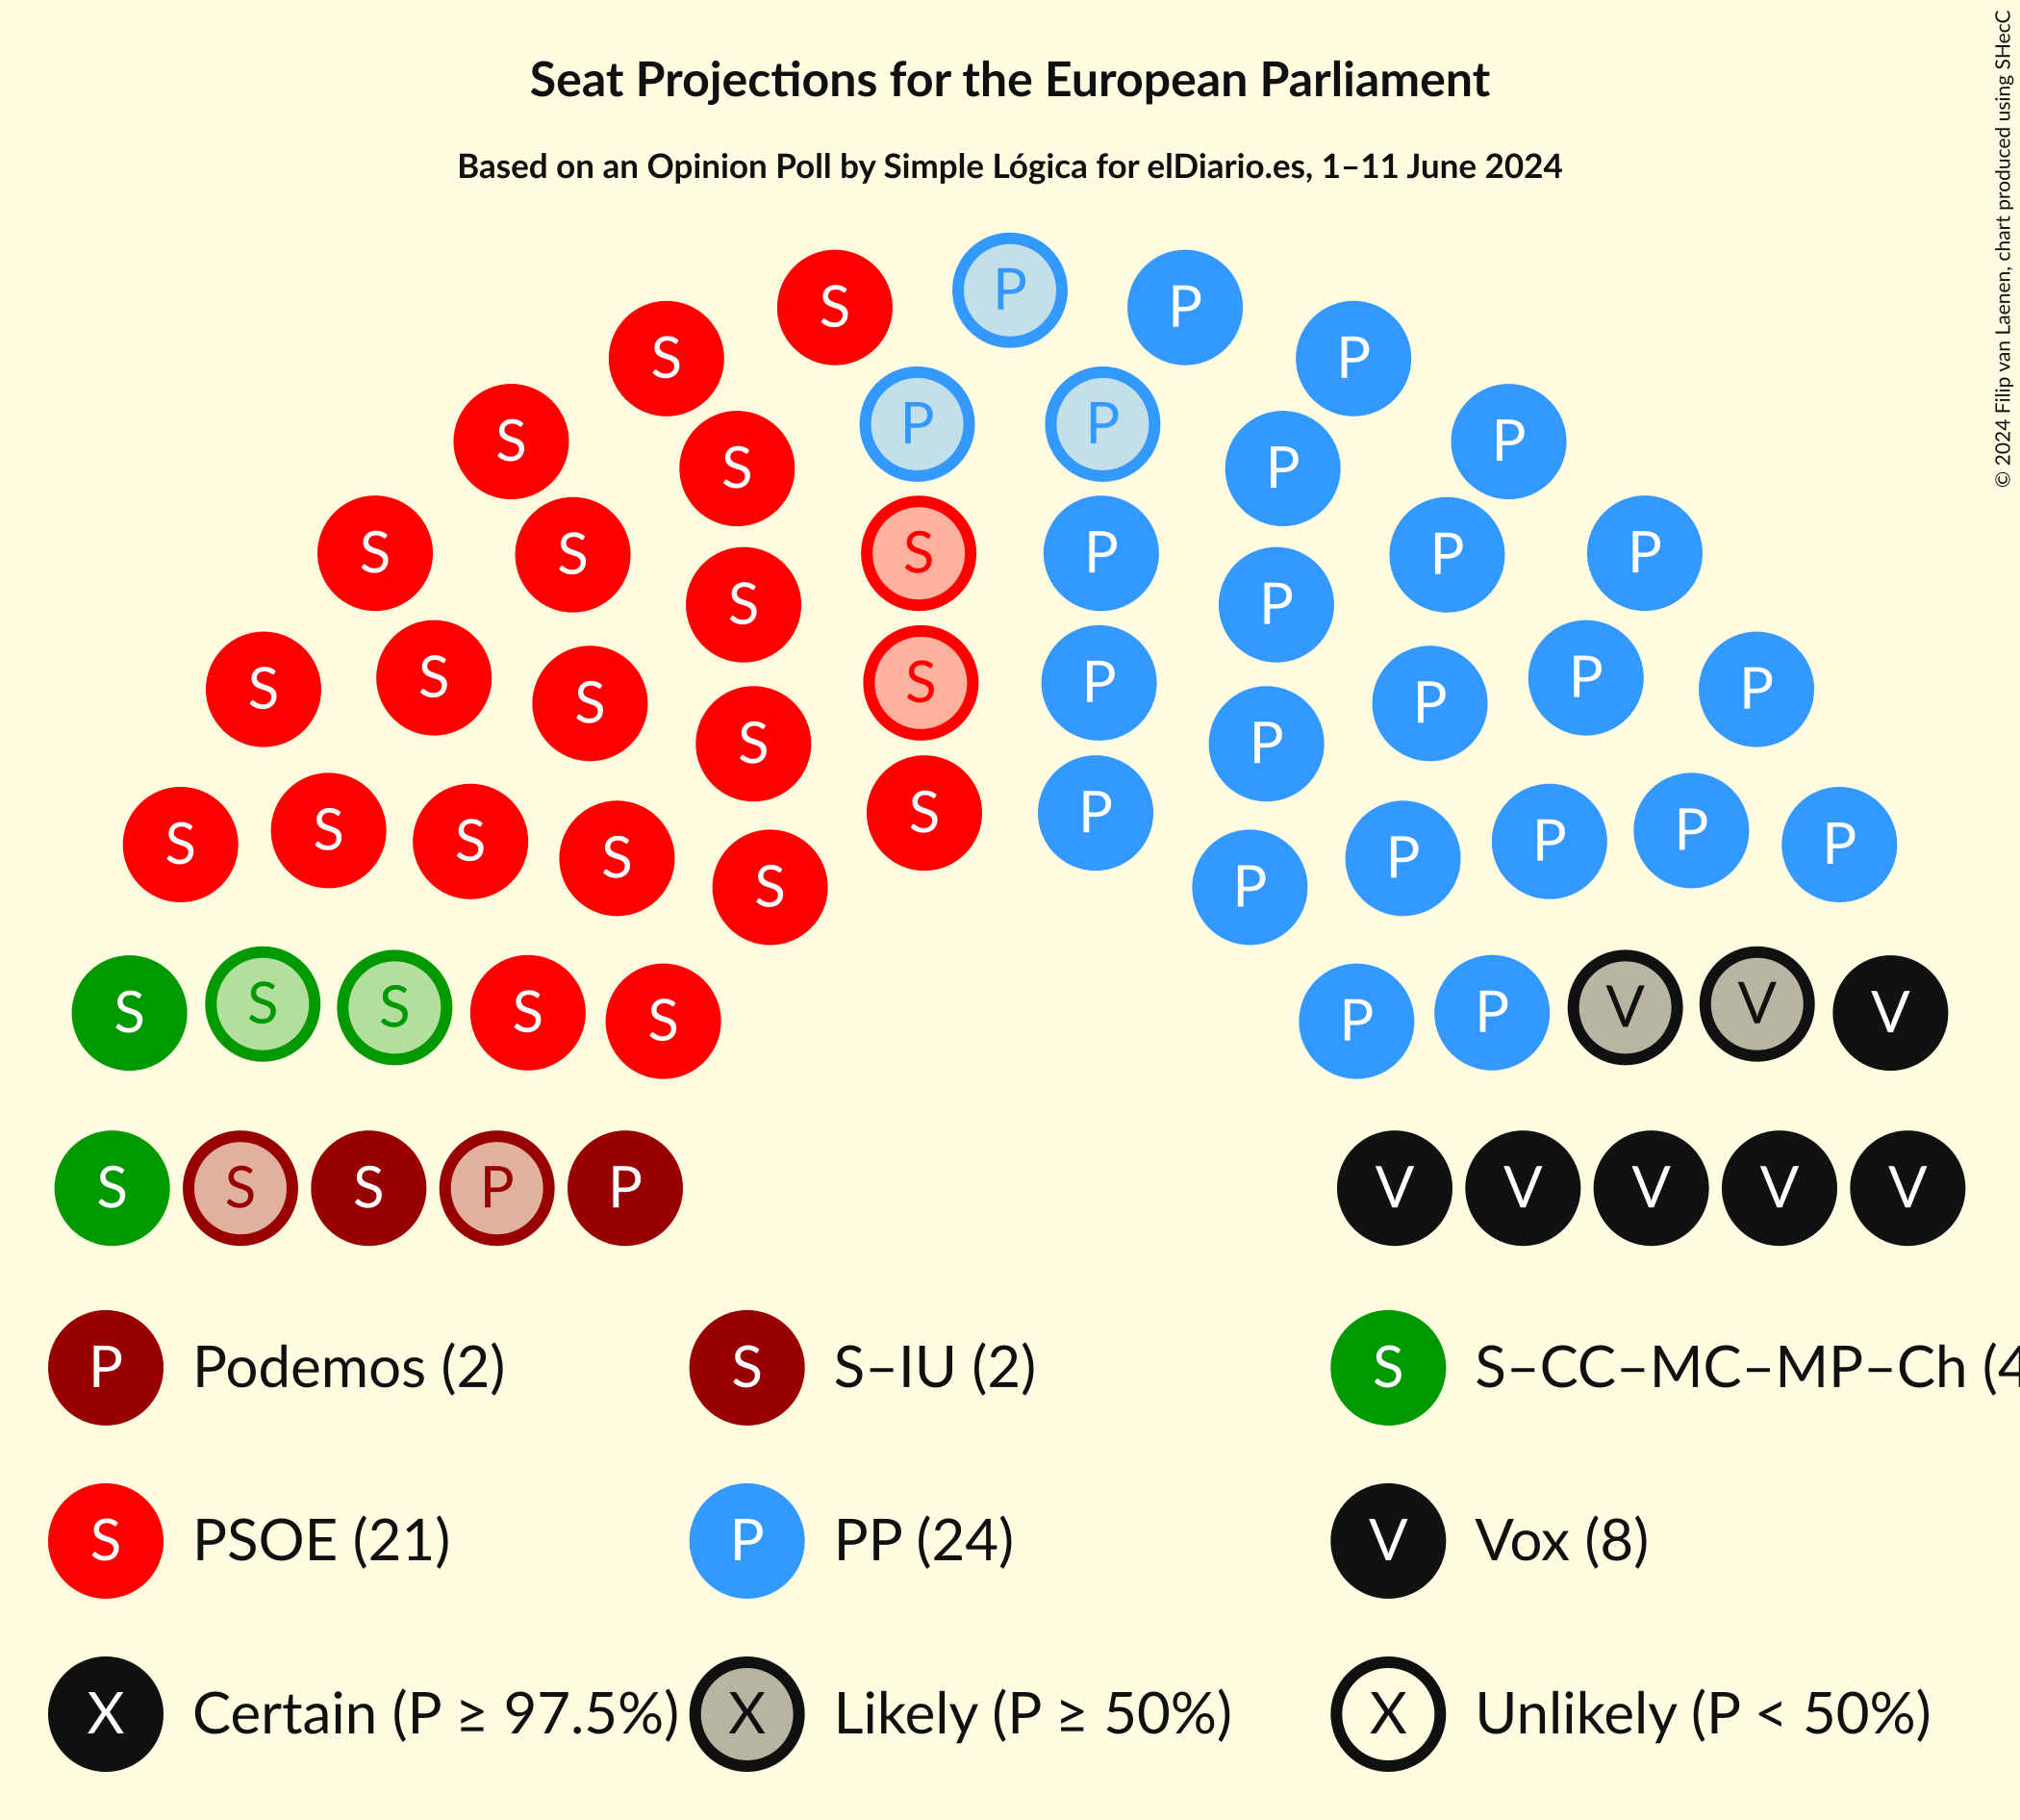 Seat Projections for the European Parliament
Based on an Opinion Poll by Simple Lógica for elDiario.es, 1–11 June 2024
© 2024 Filip van Laenen, chart produced using SHecC
P
S P
S P
P P
S P
S P
S S P P
S S P P
S P
S P
S S P P
S S P P
S P
S P
S S S P P P
S S P P
S P
S S V V
S S P V
S P
S S S P P V V V V V
P Podemos (2) S S–IU (2) S S–CC–MC–MP–Ch (4
S PSOE (21) P PP (24) V Vox (8)
X Certain (P ≥ 97.5%) X Likely (P ≥ 50%) X Unlikely (P < 50%)